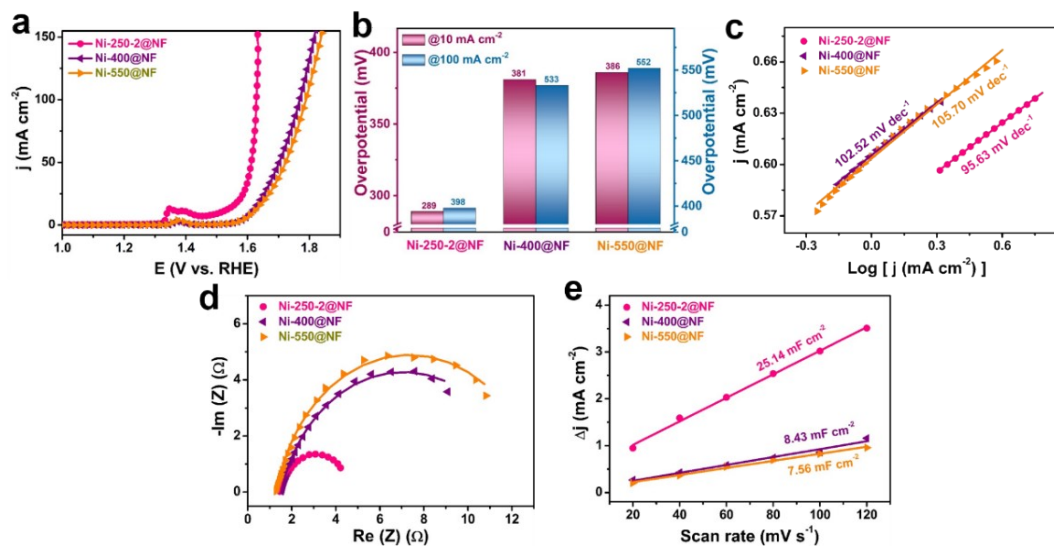 a
Ni-250-2@NF
Ni-400@NF
Ni-550@NF
150
100
50
0
j (mA cm⁻²)
1.0 1.2 1.4 1.6 1.8
E (V vs. RHE)
b
@10 mA cm⁻²
@100 mA cm⁻²
400
350
300
0
Overpotential (mV)
289 398
381 533
386 552
550
500
450
400
0
Overpotential (mV)
Ni-250-2@NF Ni-400@NF Ni-550@NF
c
Ni-250-2@NF
Ni-400@NF
Ni-550@NF
0.66
0.63
0.60
0.57
j (mA cm⁻²)
102.52 mV dec⁻¹
105.70 mV dec⁻¹
95.63 mV dec⁻¹
-0.3 0.0 0.3 0.6
Log [ j (mA cm⁻²) ]
d
Ni-250-2@NF
Ni-400@NF
Ni-550@NF
-6
-4
-2
0
-Im (Z) (Ω)
0 2 4 6 8 10 12
Re (Z) (Ω)
e
Ni-250-2@NF
Ni-400@NF
Ni-550@NF
4
3
2
1
0
Δj (mA cm⁻²)
25.14 mF cm⁻²
8.43 mF cm⁻²
7.56 mF cm⁻²
20 40 60 80 100 120
Scan rate (mV s⁻¹)